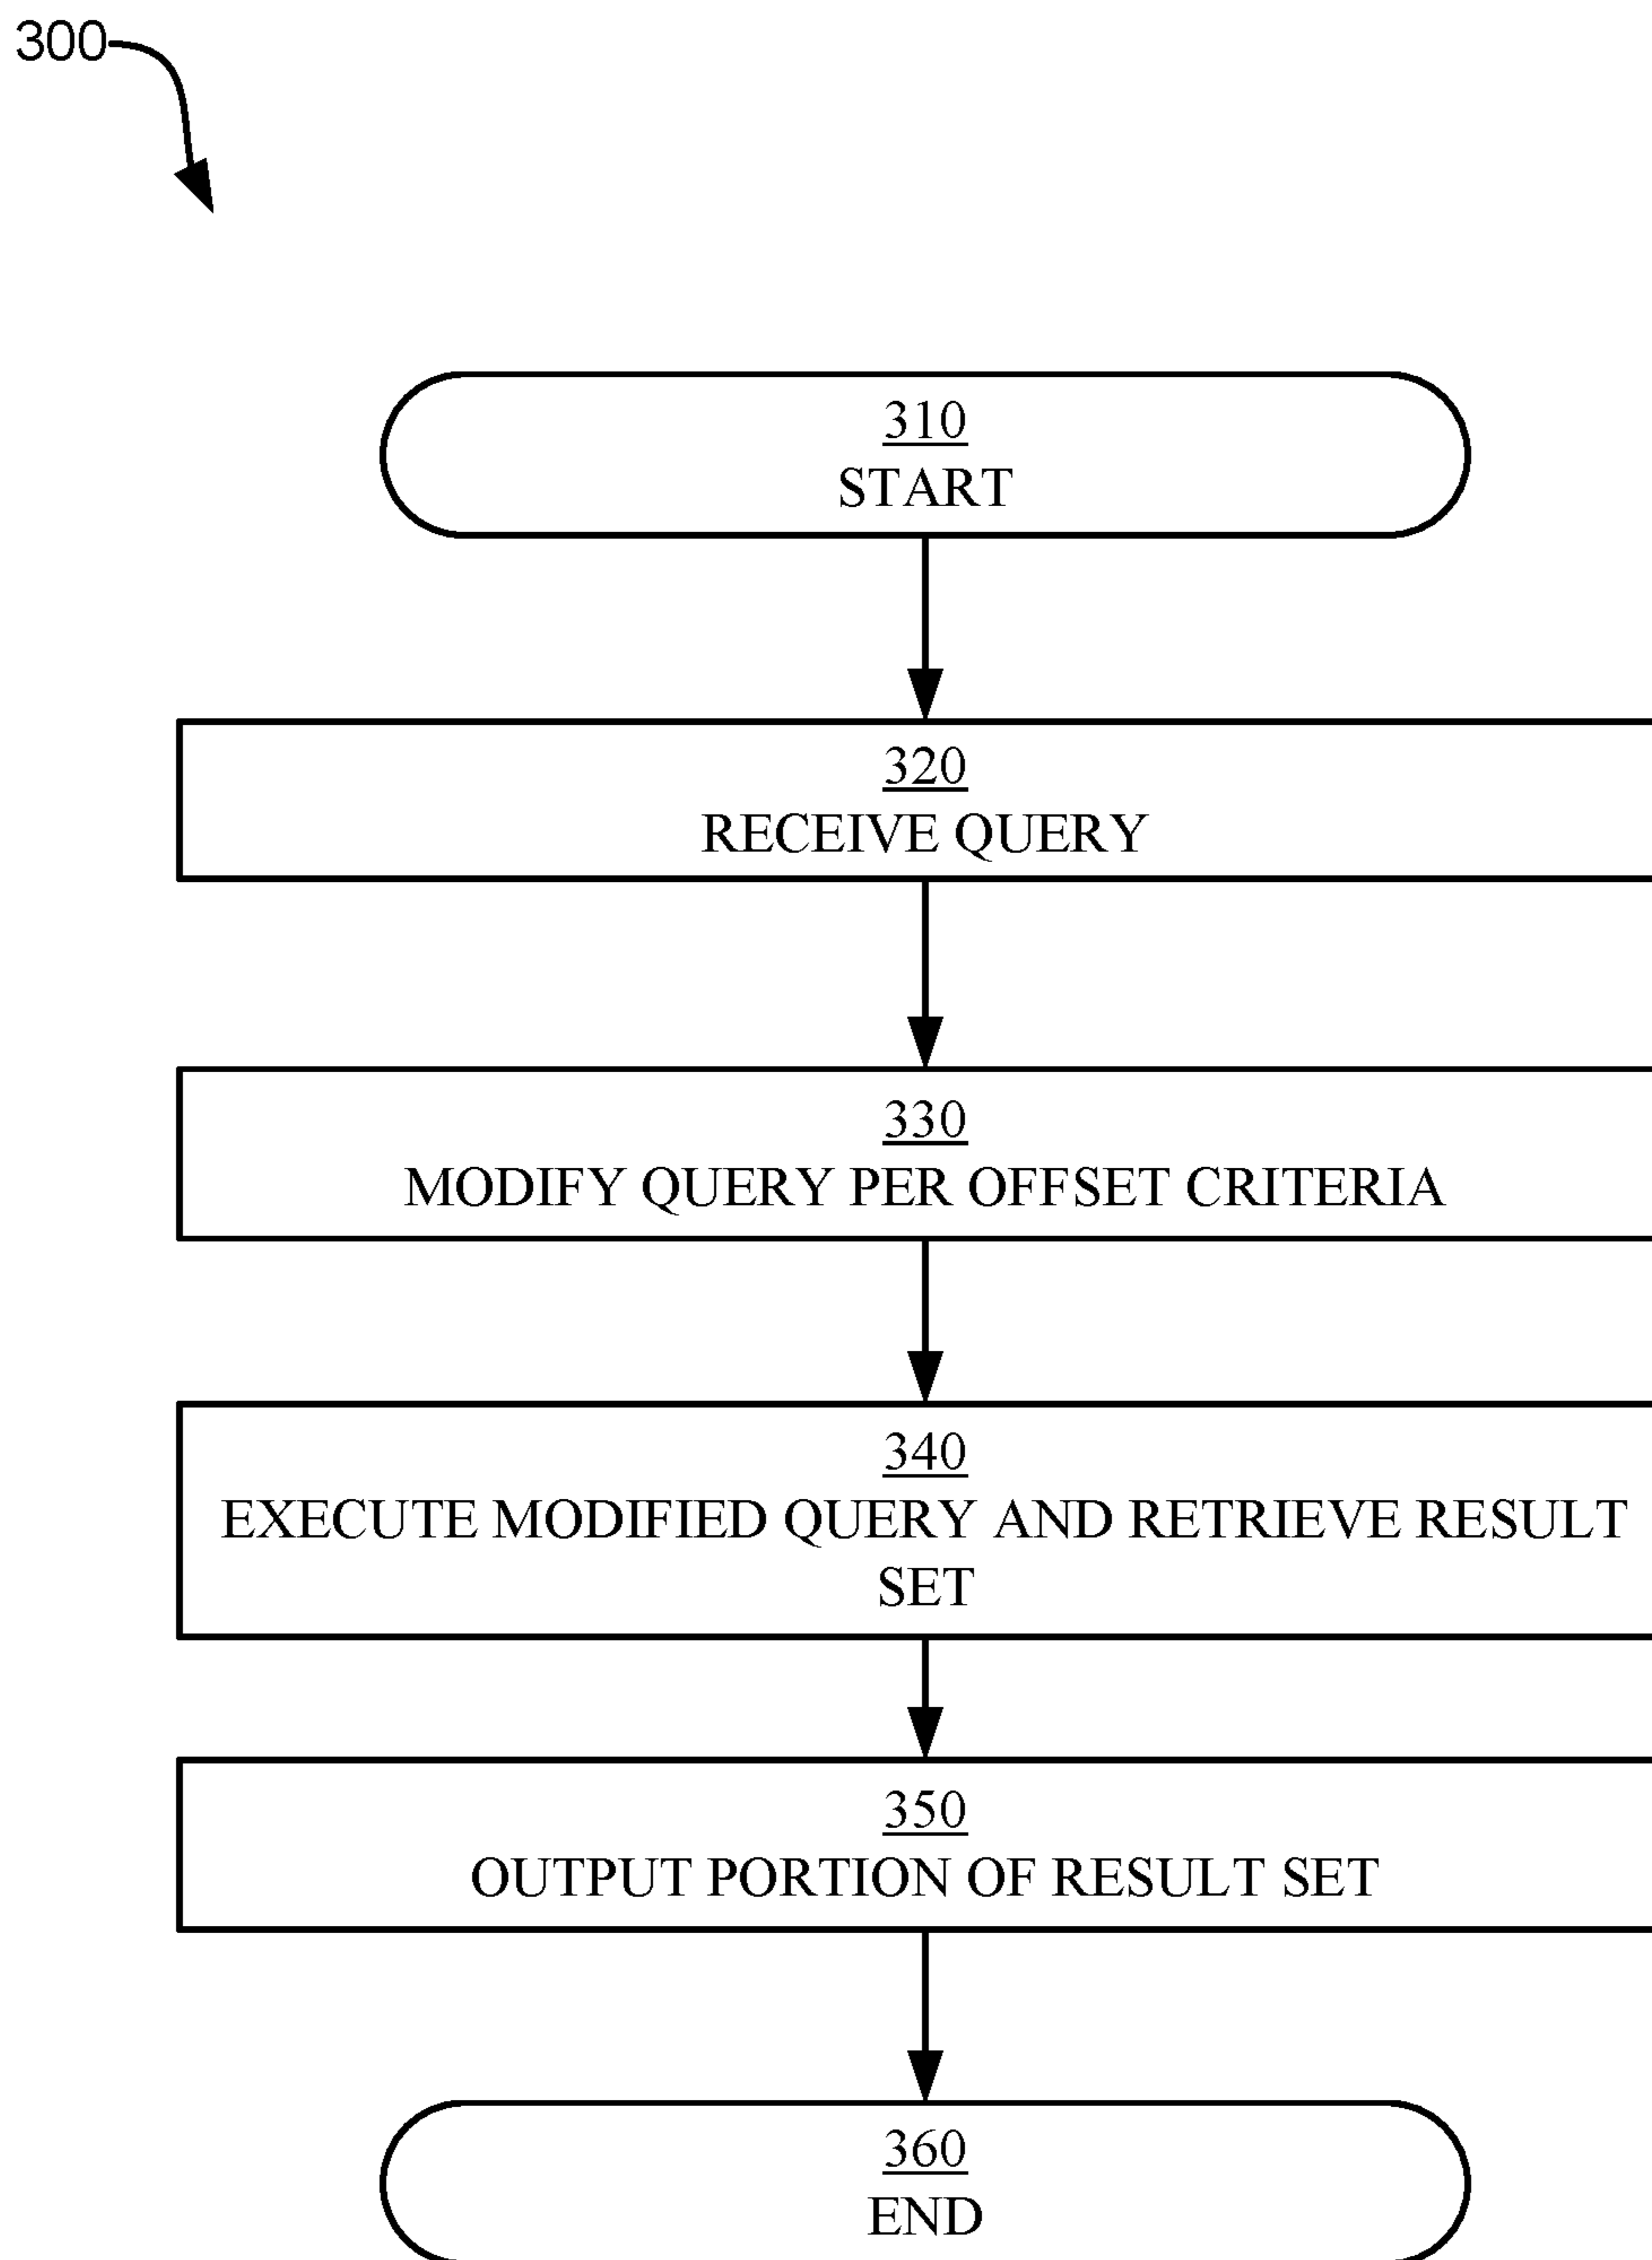 300
310
START
320
RECEIVE QUERY
330
MODIFY QUERY PER OFFSET CRITERIA
340
EXECUTE MODIFIED QUERY AND RETRIEVE RESULT
SET
350
OUTPUT PORTION OF RESULT SET
360
END